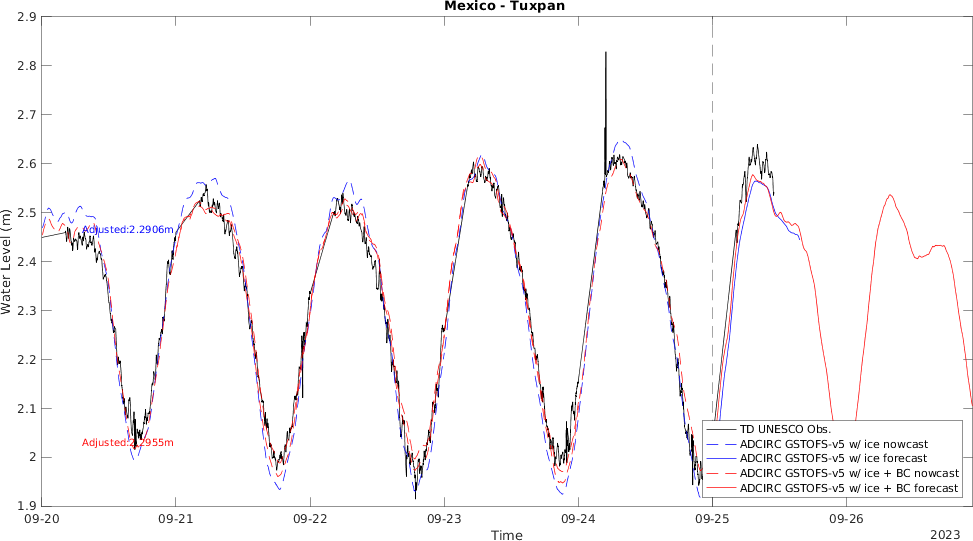 Mexico - Tuxpan
2.9
2.8
2.7
2.6
2.5
2.4
2.3
2.2
2.1
2
1.9
Water Level (m)
Adjusted:2.2906m
Adjusted:2.2955m
TD UNESCO Obs.
ADCIRC GSTOFS-v5 w/ ice nowcast
ADCIRC GSTOFS-v5 w/ ice forecast
ADCIRC GSTOFS-v5 w/ ice + BC nowcast
ADCIRC GSTOFS-v5 w/ ice + BC forecast
09-20 09-21 09-22 09-23 09-24 09-25 09-26
Time
2023